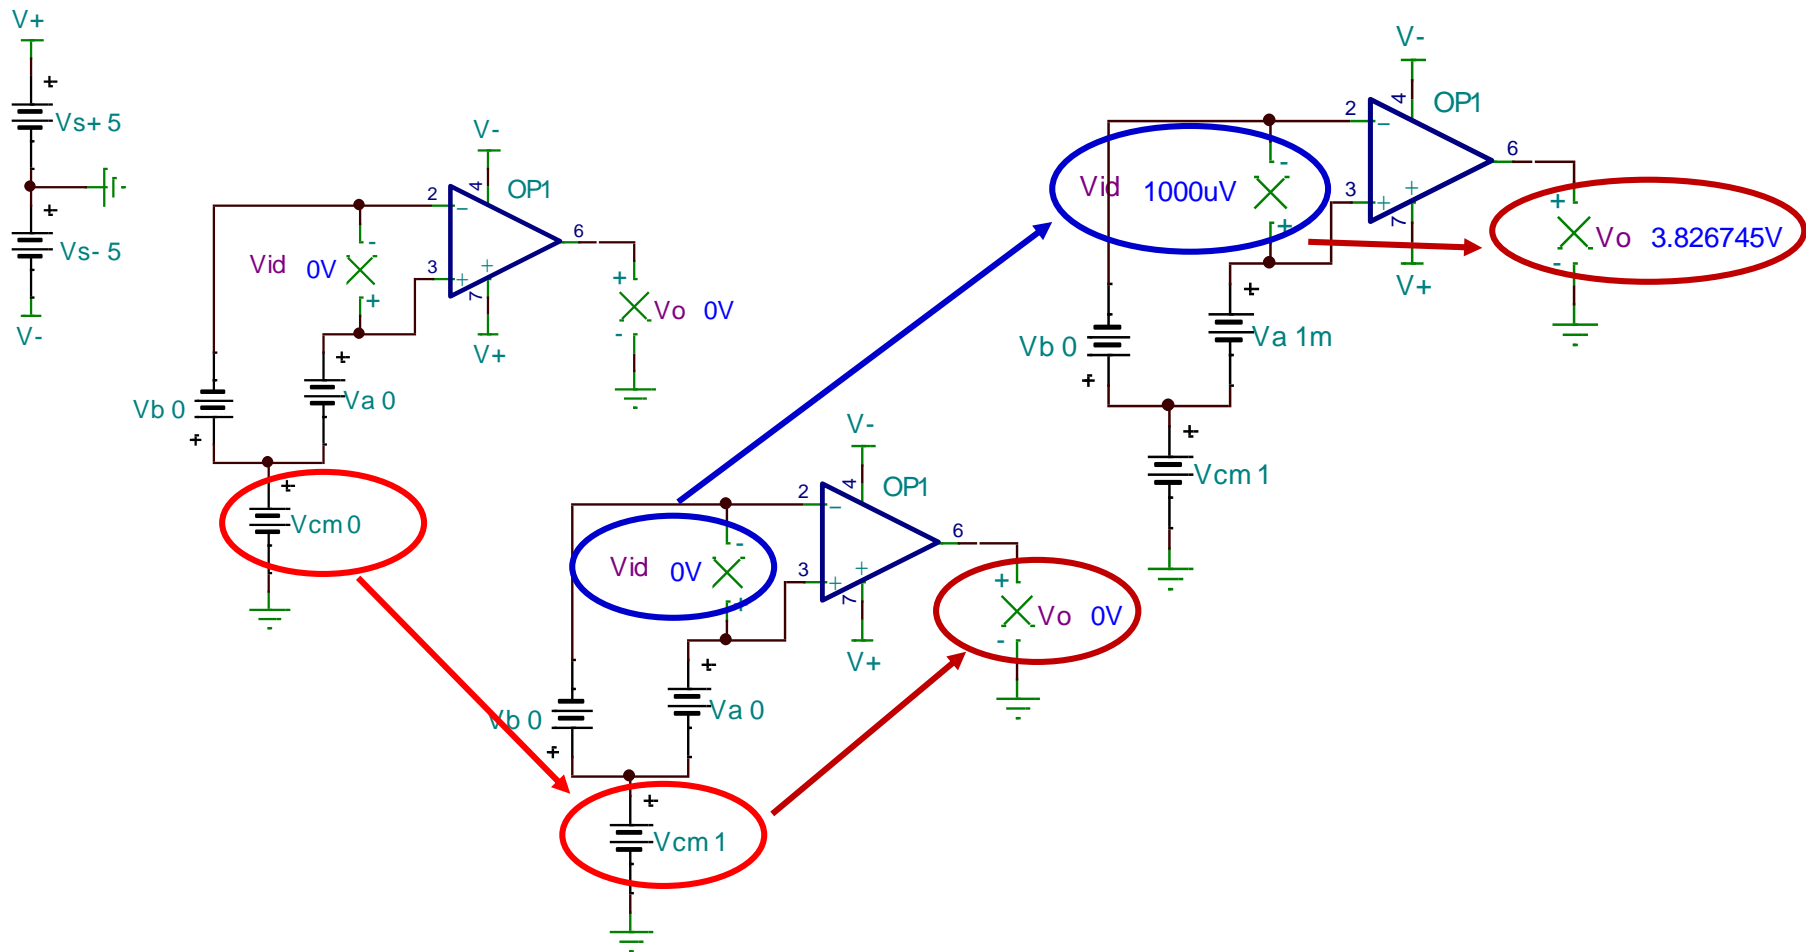 V+
Vs+ 5
Vs- 5
V-
V-
4
OP1
2
6
3
7
V+
Vid 0V
Vo 0V
Vb 0
Va 0
Vcm 0
V-
4
OP1
2
6
3
7
V+
Vid 0V
Vo 0V
Vb 0
Va 0
Vcm 1
V-
4
OP1
2
6
3
7
V+
Vid 1000uV
Vo 3.826745V
Vb 0
Va 1m
Vcm 1